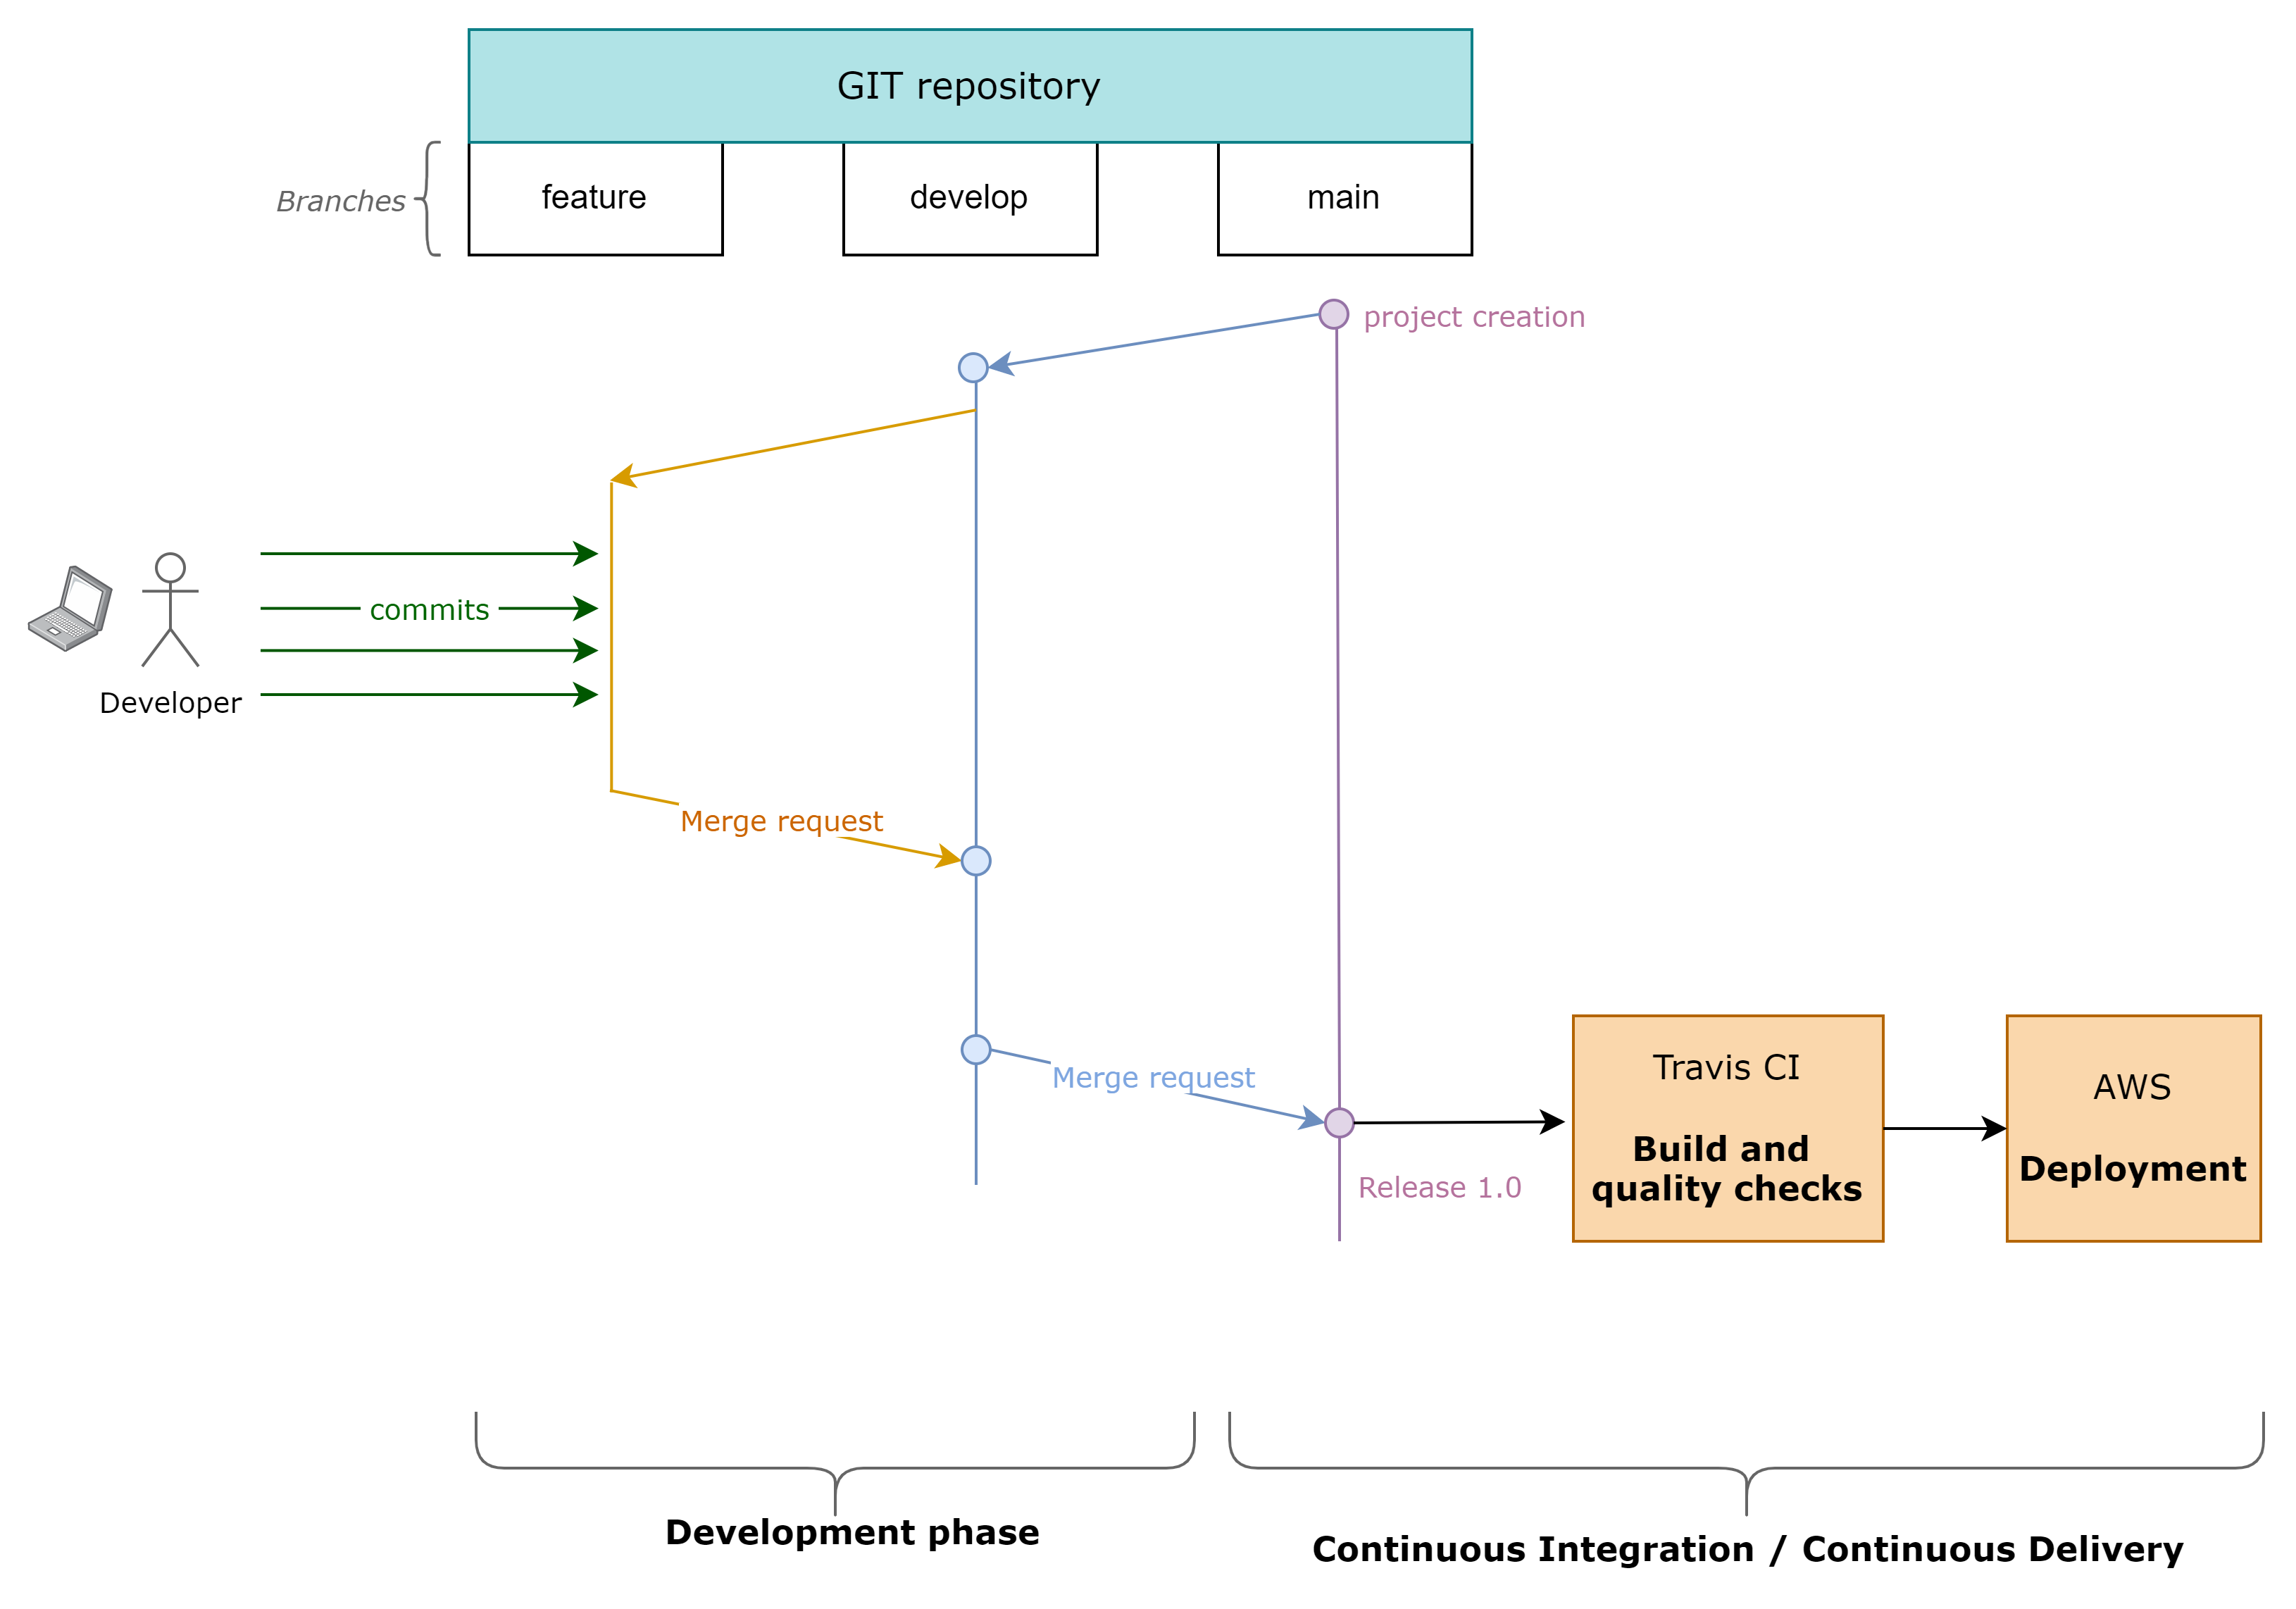 GIT repository
Branches
feature
develop
main
project creation
commits
Developer
Merge request
Merge request
Release 1.0
Travis CI
Build and
quality checks
AWS
Deployment
Development phase
Continuous Integration / Continuous Delivery